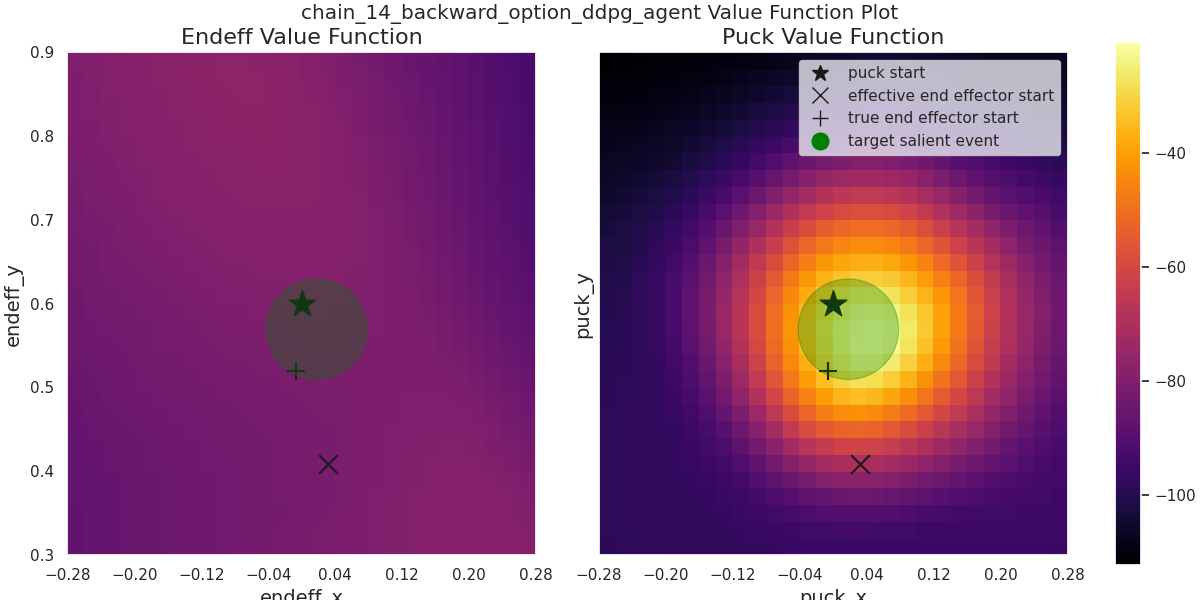 chain_14_backward_option_ddpg_agent Value Function Plot
Endeff Value Function
Puck Value Function
puck start
effective end effector start
true end effector start
target salient event
endeff_y
0.9
0.8
0.7
0.6
0.5
0.4
0.3
−0.28 −0.20 −0.12 −0.04 0.04 0.12 0.20 0.28
endeff_x
puck_y
−0.28 −0.20 −0.12 −0.04 0.04 0.12 0.20 0.28
puck_x
−40
−60
−80
−100